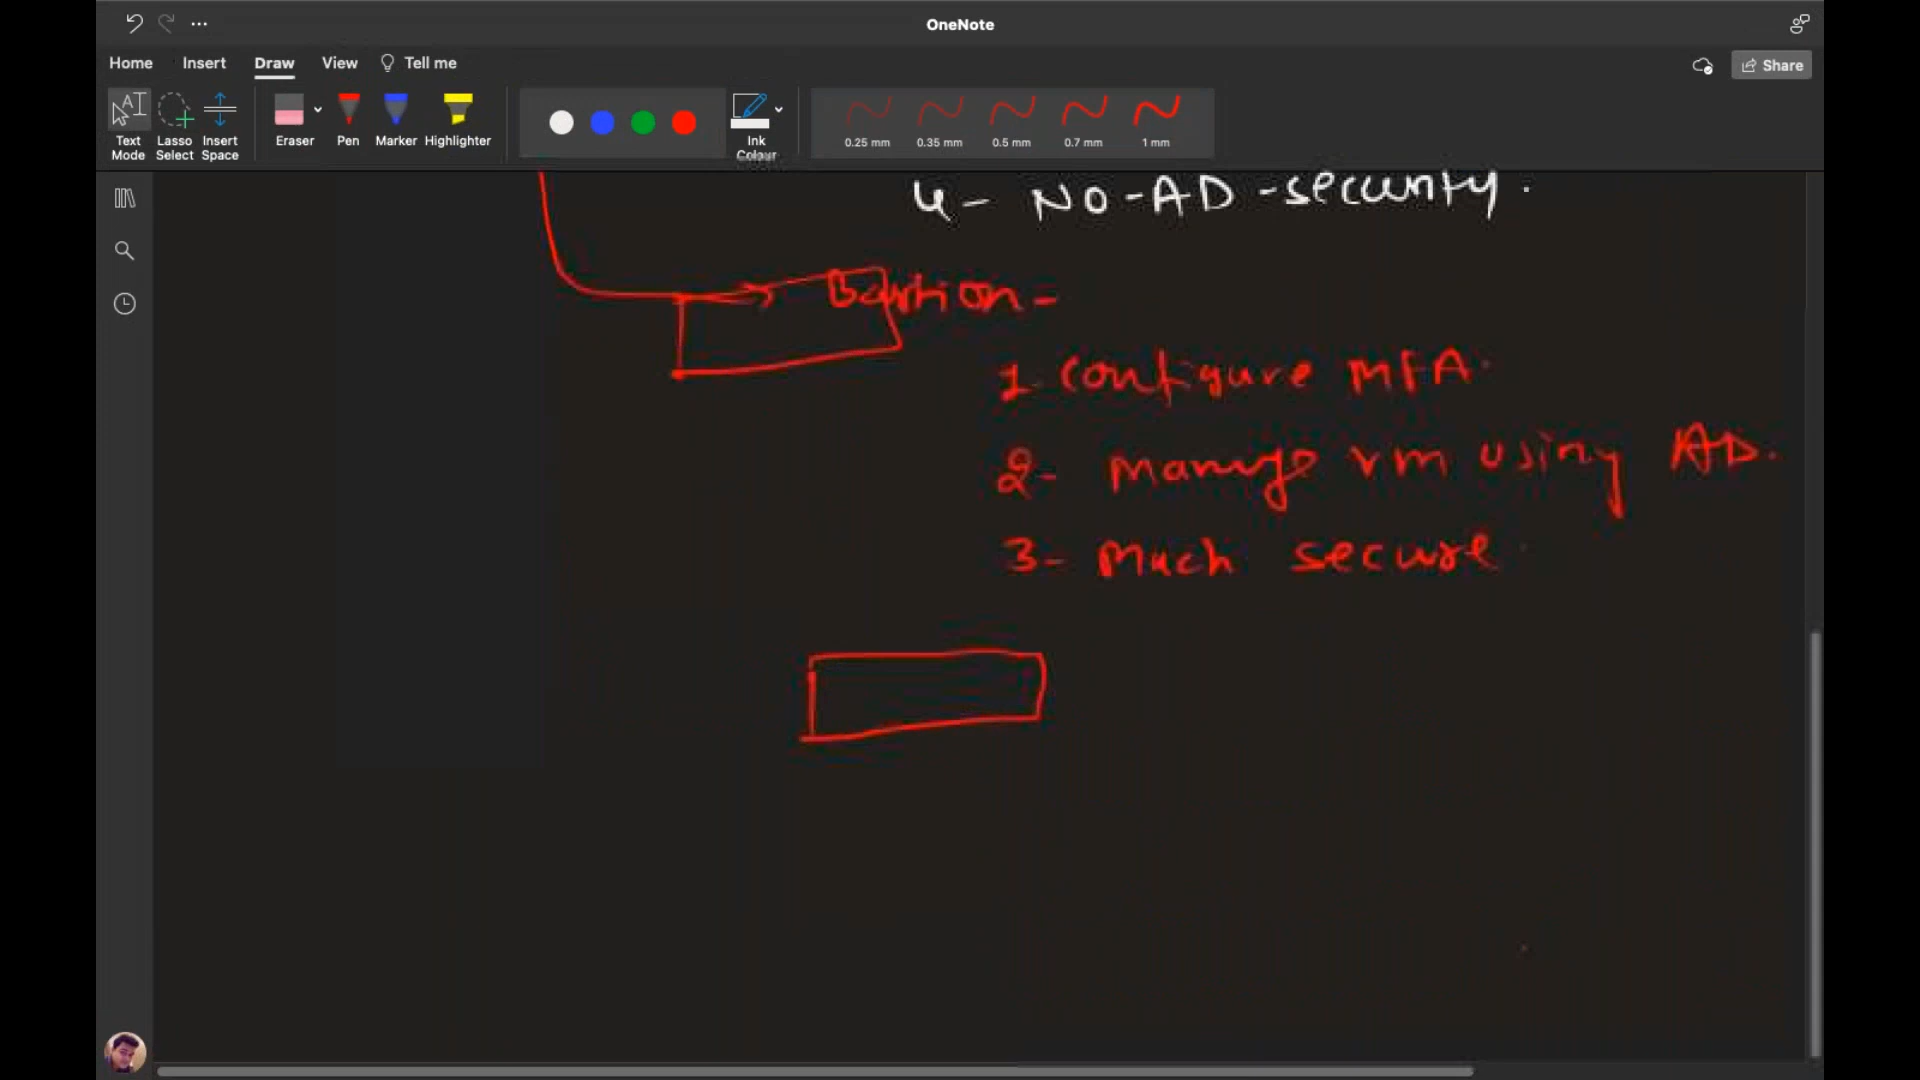 OneNote
Home Insert Draw View Tell me
Share
Text Mode
Lasso Select
Insert Space
Eraser
Pen
Marker
Highlighter
Ink Colour
0.25 mm
0.35 mm
0.5 mm
0.7 mm
1 mm
4- NO-AD-security.
Bastion-
1- configure MFA.
2- Manage vm using AD.
3- Much secure